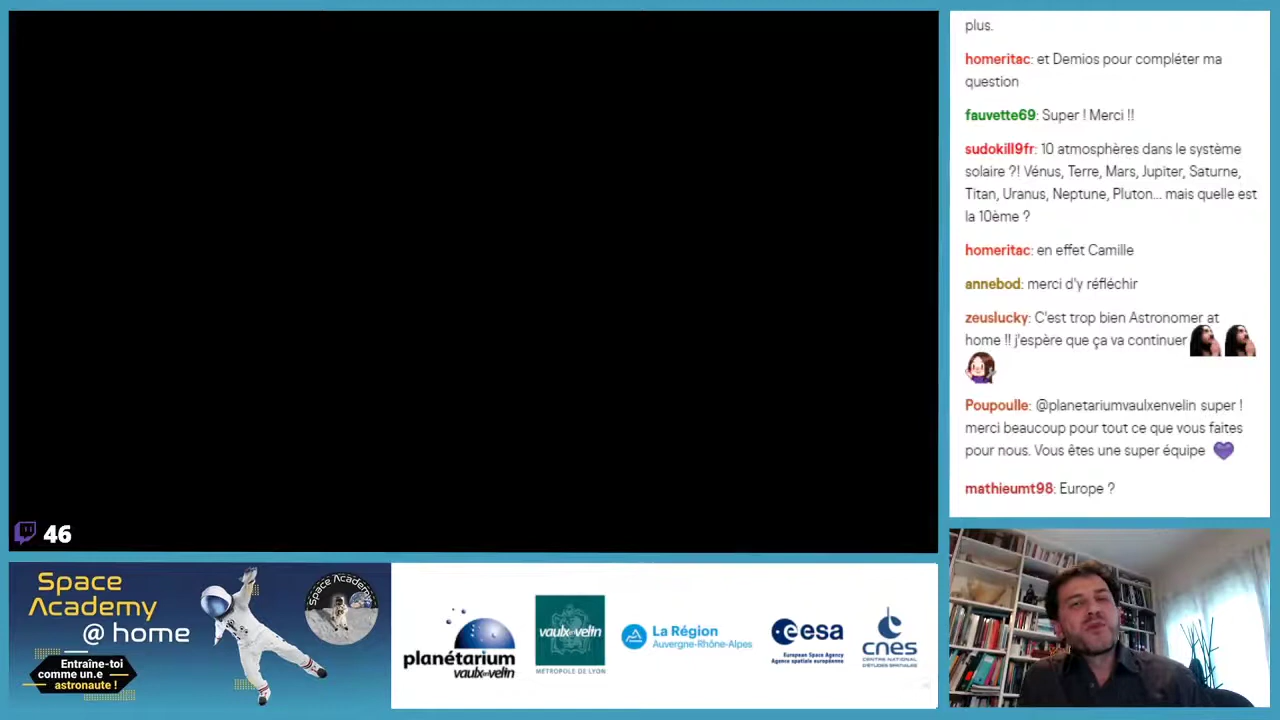 plus.
homeritac: et Demios pour compléter ma
question
fauvette69: Super ! Merci !!
sudokill9fr: 10 atmosphères dans le système
solaire ?! Vénus, Terre, Mars, Jupiter, Saturne,
Titan, Uranus, Neptune, Pluton... mais quelle est
la 10ème ?
homeritac: en effet Camille
annebod: merci d'y réfléchir
zeuslucky: C'est trop bien Astronomer at
home !! j'espère que ça va continuer
Poupoulle: @planetariumvaulxenvelin super !
merci beaucoup pour tout ce que vous faites
pour nous. Vous êtes une super équipe
mathieumt98: Europe ?
46
Space
Academy
@ home
Entraîne-toi
comme un.e
astronaute !
Space Academy
planétarium
vaulx en velin
vaulx en velin
MÉTROPOLE DE LYON
La Région
Auvergne-Rhône-Alpes
esa
European Space Agency
Agence spatiale européenne
cnes
CENTRE NATIONAL
D'ÉTUDES SPATIALES